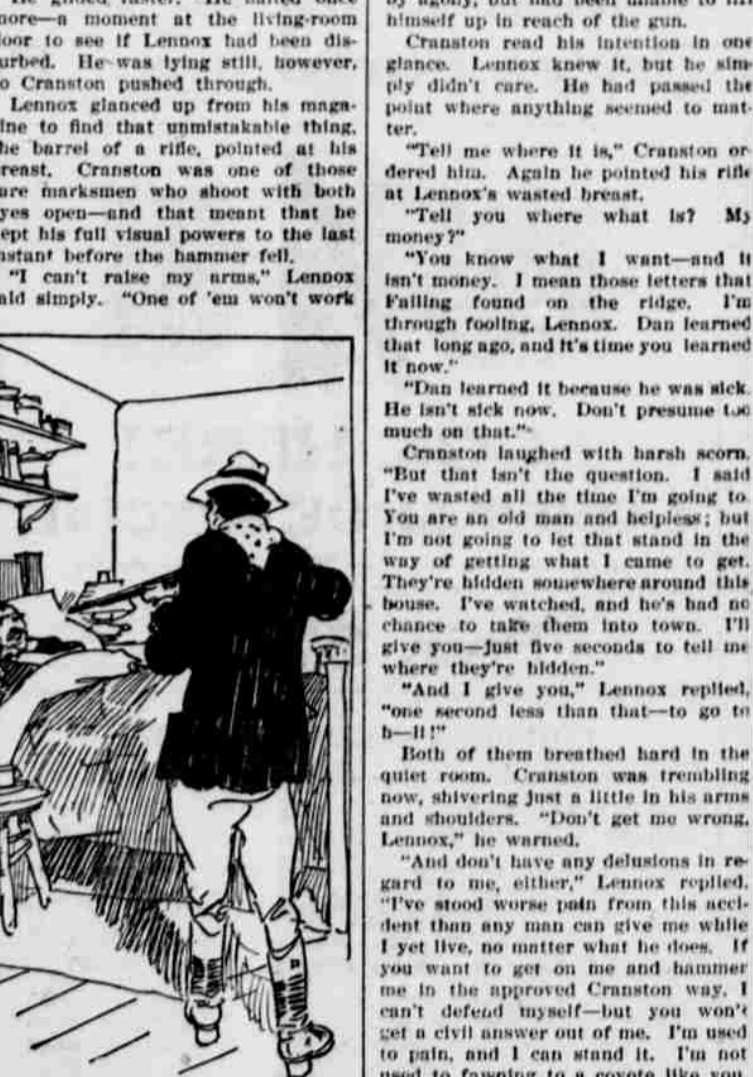 more—a moment at the living-room
door to see if Lennox had been dis-
turbed. He was lying still, however,
so Cranston pushed through.
Lennox glanced up from his maga-
zine to find that unmistakable thing,
the barrel of a rifle, pointed at his
breast. Cranston was one of those
rare marksmen who shoot with both
eyes open—and that meant that he
kept his full visual powers to the last
instant before the hammer fell.
"I can't raise my arms," Lennox
said simply. "One of 'em won't work
by agony, but had been unable to
himself up in reach of the gun.
Cranston read his intention in one
glance. Lennox knew it, but he sim-
ply didn't care. He had passed the
point where anything seemed to mat-
ter.
"Tell me where it is," Cranston or-
dered him. Again he pointed his rifle
at Lennox's wasted breast.
"Tell you where what is? My
money?"
"You know what I want—and it
isn't money. I mean those letters that
Failing found on the ridge. I'm
through fooling, Lennox. Dan learned
that long ago, and it's time you learned
it now."
"Dan learned it because he was sick.
He isn't sick now. Don't presume too
much on that."
Cranston laughed with harsh scorn.
"But that isn't the question. I said
I've wasted all the time I'm going to.
You are an old man and helpless; but
I'm not going to let that stand in the
way of getting what I came to get.
They're hidden somewhere around this
house. I've watched, and he's had no
chance to take them into town. I'll
give you—just five seconds to tell me
where they're hidden."
"And I give you," Lennox replied,
"one second less than that—to go to
h—ll!"
Both of them breathed hard in the
quiet room. Cranston was trembling
now, shivering just a little in his arms
and shoulders. "Don't get me wrong,
Lennox," he warned.
"And don't have any delusions in re-
gard to me, either," Lennox replied.
"I've stood worse pain from this acci-
dent than any man can give me while
I yet live, no matter what he does. If
you want to get on me and hammer
me in the approved Cranston way, I
can't defend myself—but you won't
get a civil answer out of me. I'm used
to pain, and I can stand it. I'm not
used to fawning to a coyote like you,